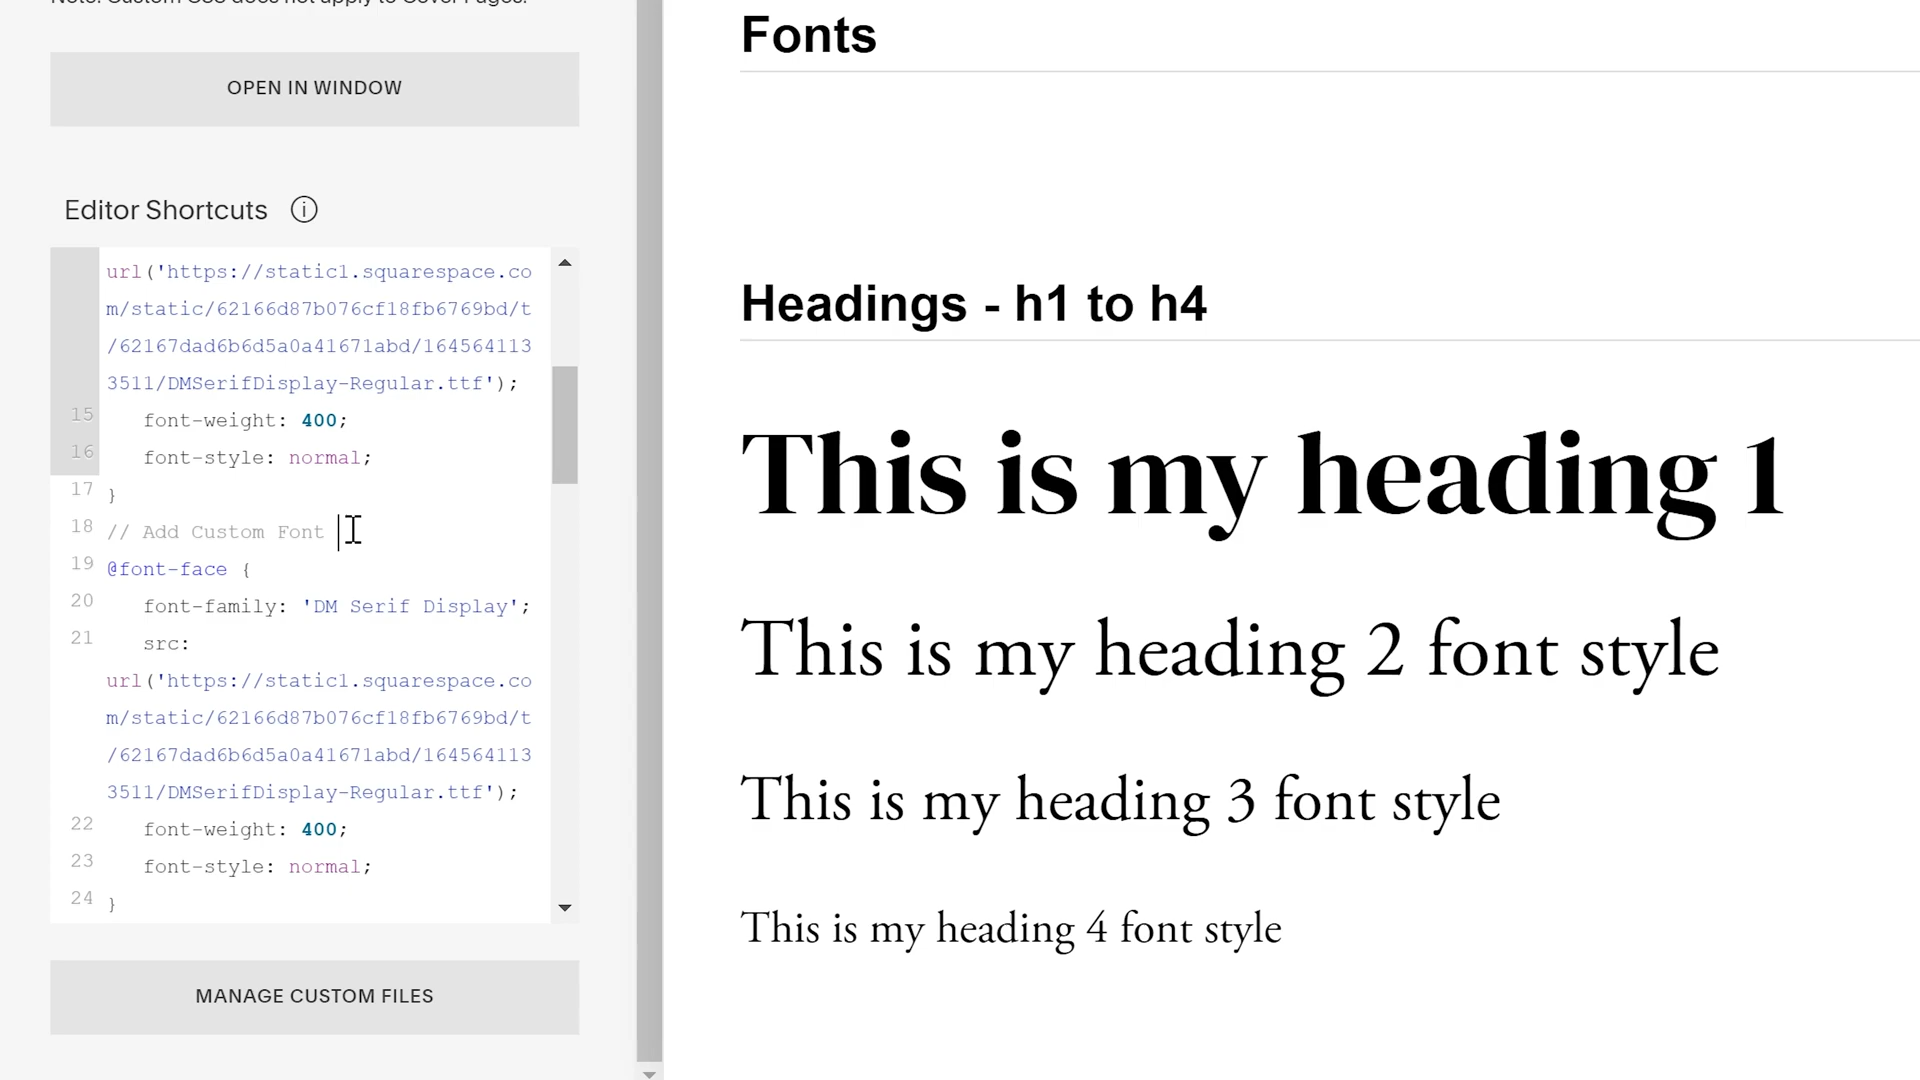 OPEN IN WINDOW
Editor Shortcuts
url('https://static1.squarespace.co
m/static/62166d87b076cf18fb6769bd/t
/62167dad6b6d5a0a41671abd/164564113
3511/DMSerifDisplay-Regular.ttf');
15 font-weight: 400;
16 font-style: normal;
17 }
18 // Add Custom Font
19 @font-face {
20 font-family: 'DM Serif Display';
21 src:
url('https://static1.squarespace.co
m/static/62166d87b076cf18fb6769bd/t
/62167dad6b6d5a0a41671abd/164564113
3511/DMSerifDisplay-Regular.ttf');
22 font-weight: 400;
23 font-style: normal;
24 }
MANAGE CUSTOM FILES
Fonts
Headings - h1 to h4
This is my heading 1
This is my heading 2 font style
This is my heading 3 font style
This is my heading 4 font style